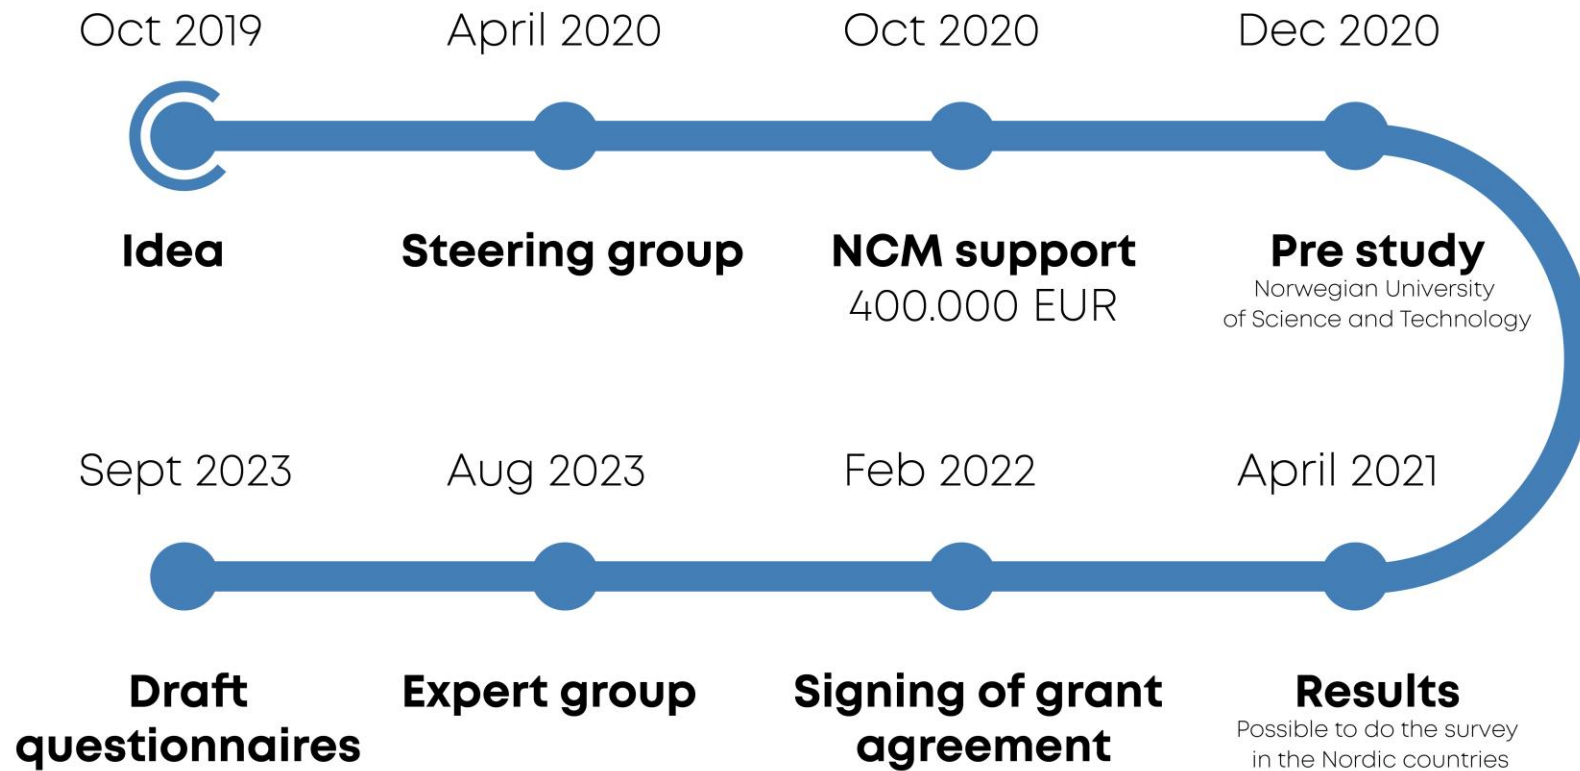 Oct 2019
April 2020
Oct 2020
Dec 2020
Idea
Steering group
NCM support
400.000 EUR
Pre study
Norwegian University
of Science and Technology
Sept 2023
Aug 2023
Feb 2022
April 2021
Draft
questionnaires
Expert group
Signing of grant
agreement
Results
Possible to do the survey
in the Nordic countries